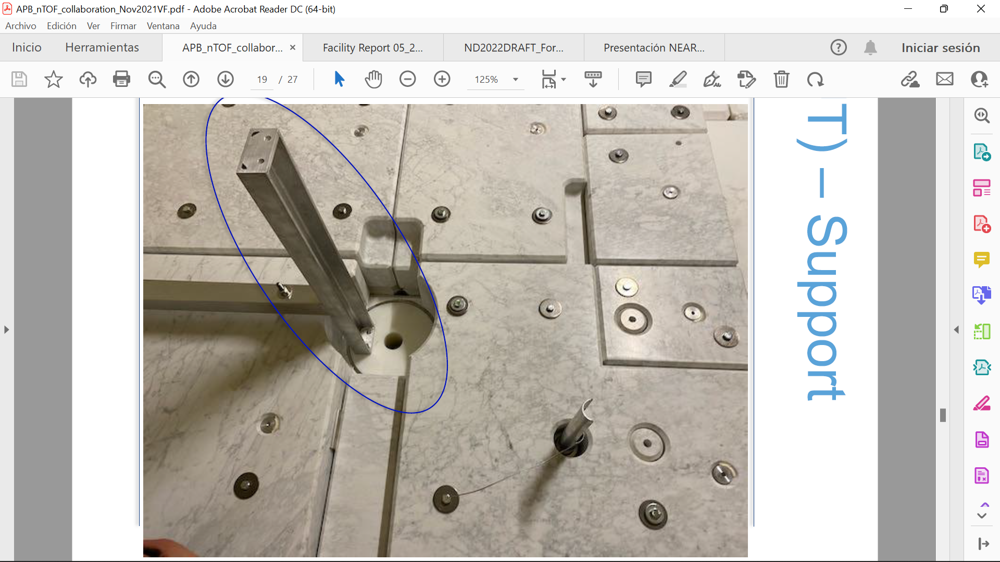 APB_nTOF_collaboration_Nov2021VF.pdf - Adobe Acrobat Reader DC (64-bit)
Archivo Edición Ver Firmar Ventana Ayuda
Inicio Herramientas APB_nTOF_collabor... × Facility Report 05_2... ND2022DRAFT_For... Presentación NEAR... Iniciar sesión
19 / 27 125%
T) – Support